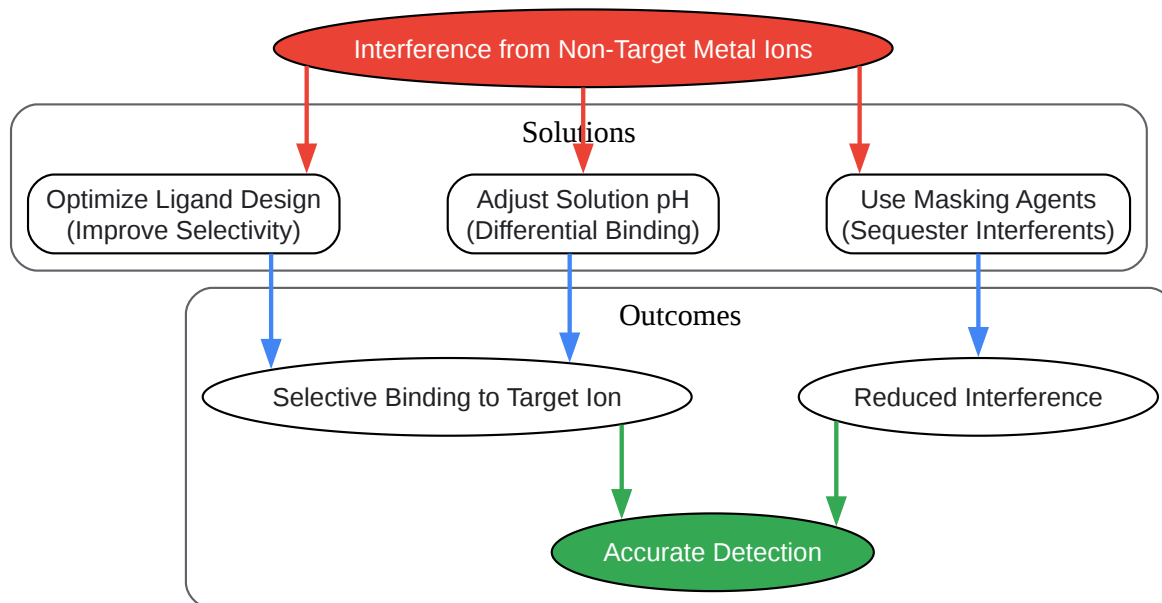 Interference from Non-Target Metal Ions
Solutions
Optimize Ligand Design
(Improve Selectivity)
Adjust Solution pH
(Differential Binding)
Use Masking Agents
(Sequester Interferents)
Outcomes
Selective Binding to Target Ion
Reduced Interference
Accurate Detection